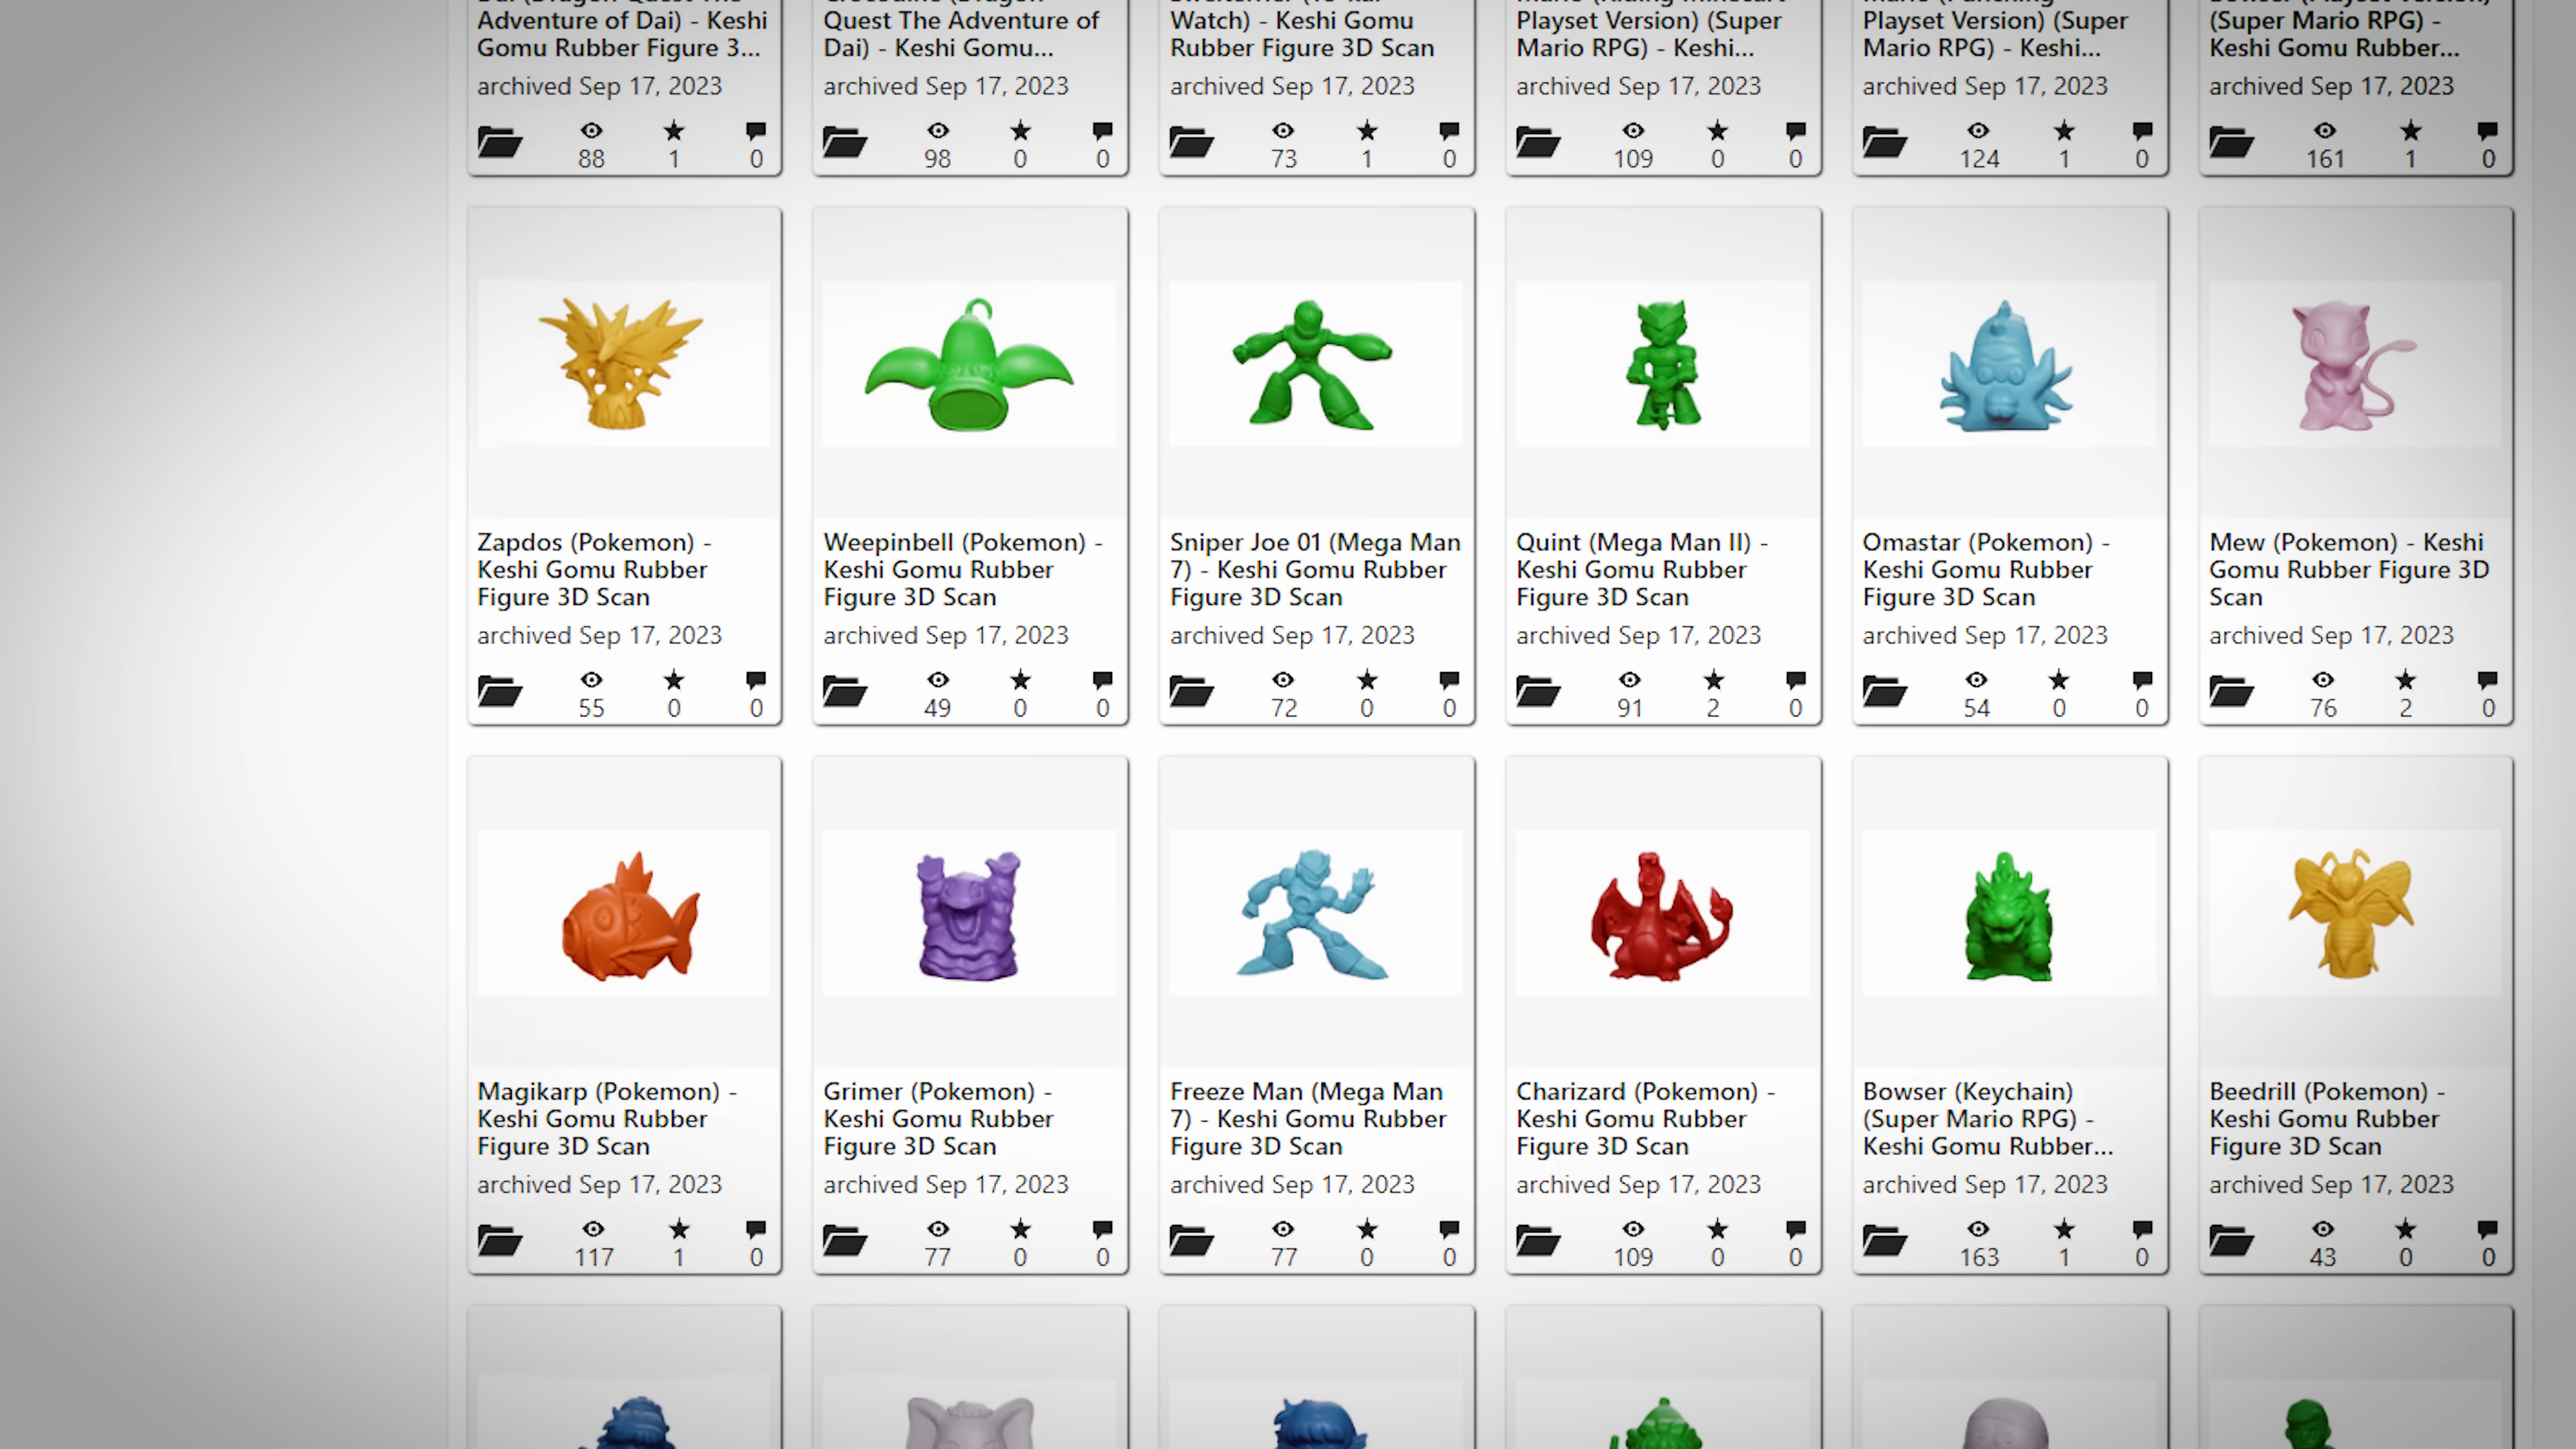 Adventure of Dai) - Keshi
Gomu Rubber Figure 3...
archived Sep 17, 2023
88 1 0
Quest The Adventure of
Dai) - Keshi Gomu...
archived Sep 17, 2023
98 0 0
Watch) - Keshi Gomu
Rubber Figure 3D Scan
archived Sep 17, 2023
73 1 0
Playset Version) (Super
Mario RPG) - Keshi...
archived Sep 17, 2023
109 0 0
Playset Version) (Super
Mario RPG) - Keshi...
archived Sep 17, 2023
124 1 0
(Super Mario RPG) -
Keshi Gomu Rubber...
archived Sep 17, 2023
161 1 0
Zapdos (Pokemon) -
Keshi Gomu Rubber
Figure 3D Scan
archived Sep 17, 2023
55 0 0
Weepinbell (Pokemon) -
Keshi Gomu Rubber
Figure 3D Scan
archived Sep 17, 2023
49 0 0
Sniper Joe 01 (Mega Man
7) - Keshi Gomu Rubber
Figure 3D Scan
archived Sep 17, 2023
72 0 0
Quint (Mega Man II) -
Keshi Gomu Rubber
Figure 3D Scan
archived Sep 17, 2023
91 2 0
Omastar (Pokemon) -
Keshi Gomu Rubber
Figure 3D Scan
archived Sep 17, 2023
54 0 0
Mew (Pokemon) - Keshi
Gomu Rubber Figure 3D
Scan
archived Sep 17, 2023
76 2 0
Magikarp (Pokemon) -
Keshi Gomu Rubber
Figure 3D Scan
archived Sep 17, 2023
117 1 0
Grimer (Pokemon) -
Keshi Gomu Rubber
Figure 3D Scan
archived Sep 17, 2023
77 0 0
Freeze Man (Mega Man
7) - Keshi Gomu Rubber
Figure 3D Scan
archived Sep 17, 2023
77 0 0
Charizard (Pokemon) -
Keshi Gomu Rubber
Figure 3D Scan
archived Sep 17, 2023
109 0 0
Bowser (Keychain)
(Super Mario RPG) -
Keshi Gomu Rubber...
archived Sep 17, 2023
163 1 0
Beedrill (Pokemon) -
Keshi Gomu Rubber
Figure 3D Scan
archived Sep 17, 2023
43 0 0